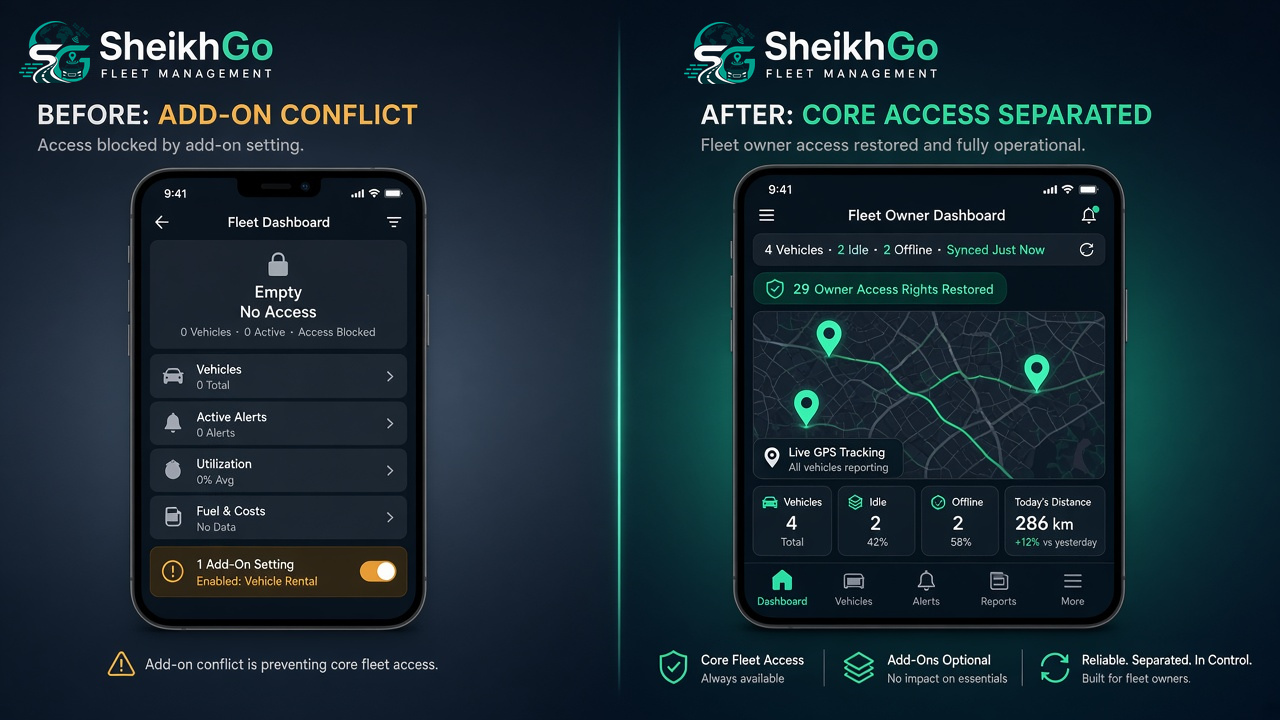 SheikhGo
FLEET MANAGEMENT
BEFORE: ADD-ON CONFLICT
Access blocked by add-on setting.
9:41
Fleet Dashboard
Empty
No Access
0 Vehicles · 0 Active · Access Blocked
Vehicles
0 Total
Active Alerts
0 Alerts
Utilization
0% Avg
Fuel & Costs
No Data
1 Add-On Setting
Enabled: Vehicle Rental
Add-on conflict is preventing core fleet access.
SheikhGo
FLEET MANAGEMENT
AFTER: CORE ACCESS SEPARATED
Fleet owner access restored and fully operational.
9:41
Fleet Owner Dashboard
4 Vehicles · 2 Idle · 2 Offline · Synced Just Now
29 Owner Access Rights Restored
Live GPS Tracking
All vehicles reporting
Vehicles
4
Total
Idle
2
42%
Offline
2
58%
Today's Distance
286 km
+12% vs yesterday
Dashboard
Vehicles
Alerts
Reports
More
Core Fleet Access
Always available
Add-Ons Optional
No impact on essentials
Reliable. Separated. In Control.
Built for fleet owners.